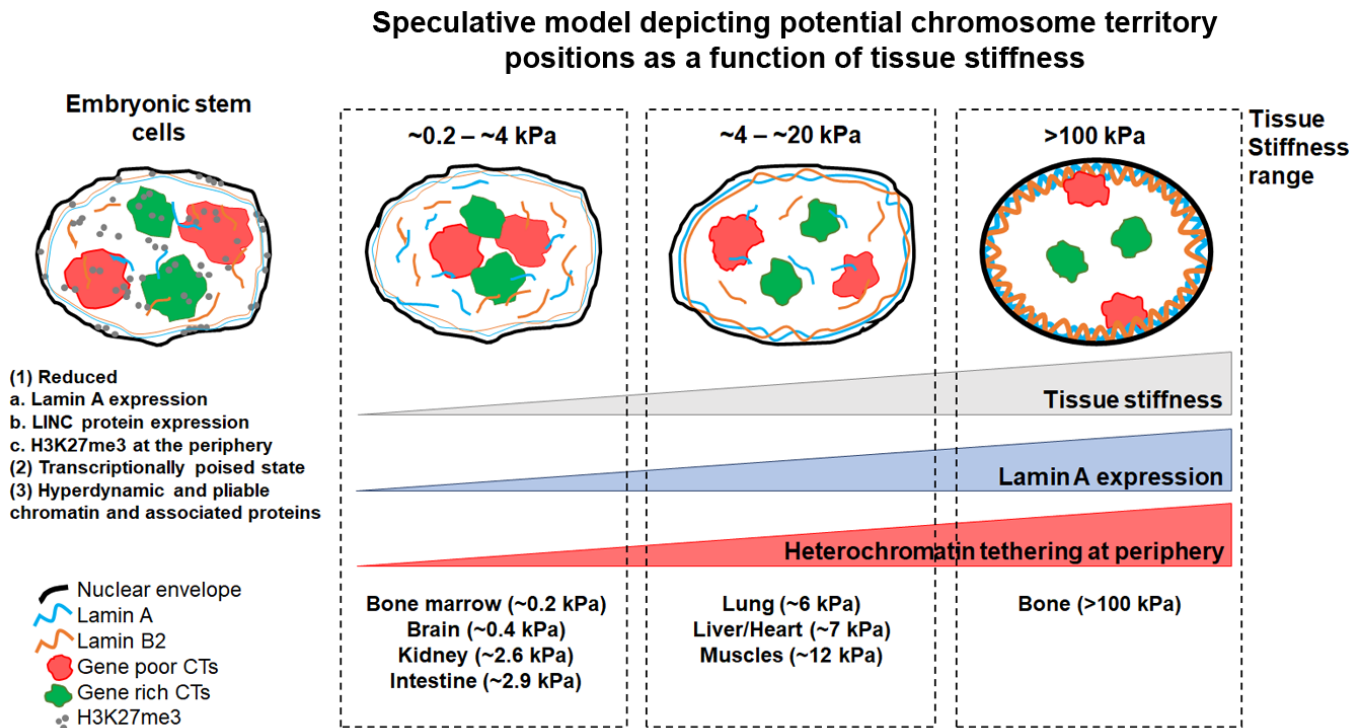 Speculative model depicting potential chromosome territory
positions as a function of tissue stiffness
Embryonic stem
cells
~0.2 – ~4 kPa
~4 – ~20 kPa
>100 kPa
Tissue
Stiffness
range
(1) Reduced
a. Lamin A expression
b. LINC protein expression
c. H3K27me3 at the periphery
(2) Transcriptionally poised state
(3) Hyperdynamic and pliable
chromatin and associated proteins
Tissue stiffness
Lamin A expression
Heterochromatin tethering at periphery
Nuclear envelope
Lamin A
Lamin B2
Gene poor CTs
Gene rich CTs
H3K27me3
Bone marrow (~0.2 kPa)
Brain (~0.4 kPa)
Kidney (~2.6 kPa)
Intestine (~2.9 kPa)
Lung (~6 kPa)
Liver/Heart (~7 kPa)
Muscles (~12 kPa)
Bone (>100 kPa)